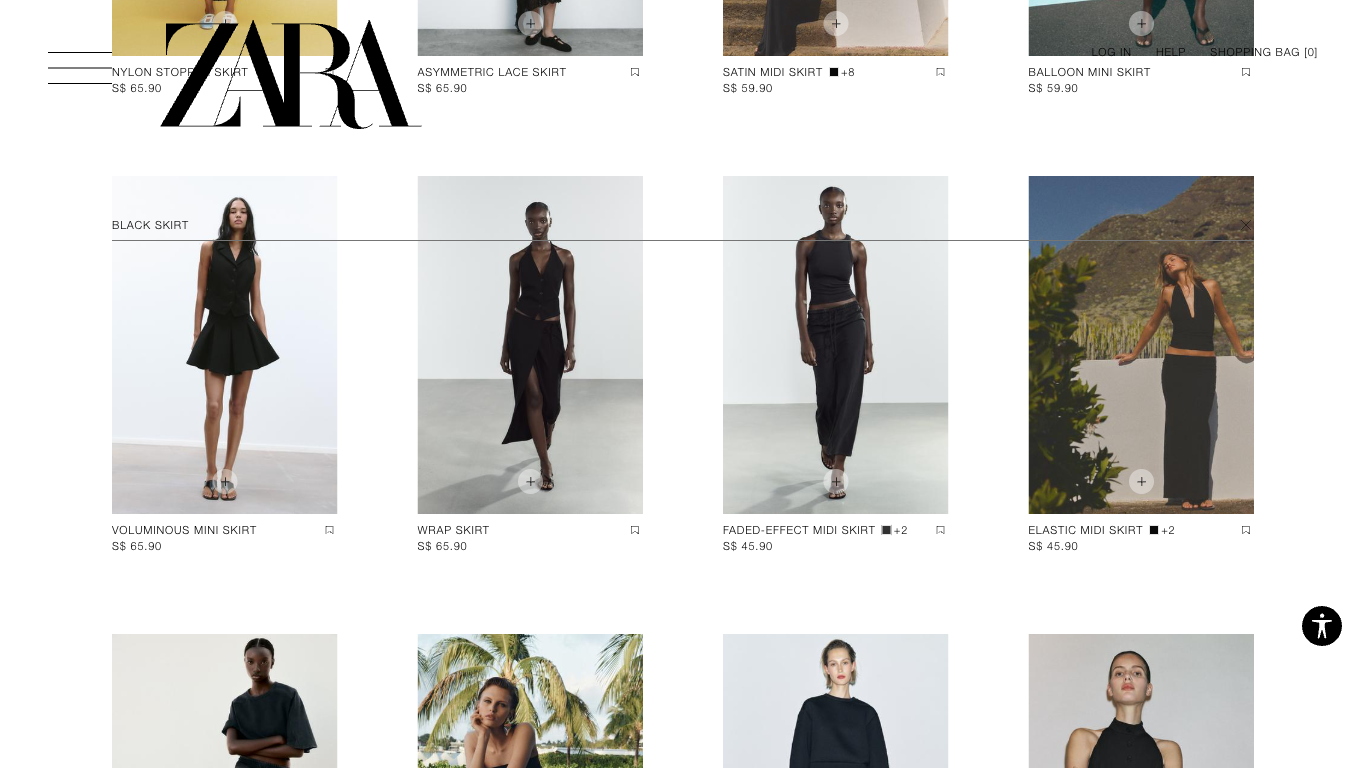 ZARA
LOG IN HELP SHOPPING BAG [0]
NYLON STOPPER SKIRT
S$ 65.90
ASYMMETRIC LACE SKIRT
S$ 65.90
SATIN MIDI SKIRT +8
S$ 59.90
BALLOON MINI SKIRT
S$ 59.90
BLACK SKIRT
VOLUMINOUS MINI SKIRT
S$ 65.90
WRAP SKIRT
S$ 65.90
FADED-EFFECT MIDI SKIRT +2
S$ 45.90
ELASTIC MIDI SKIRT +2
S$ 45.90